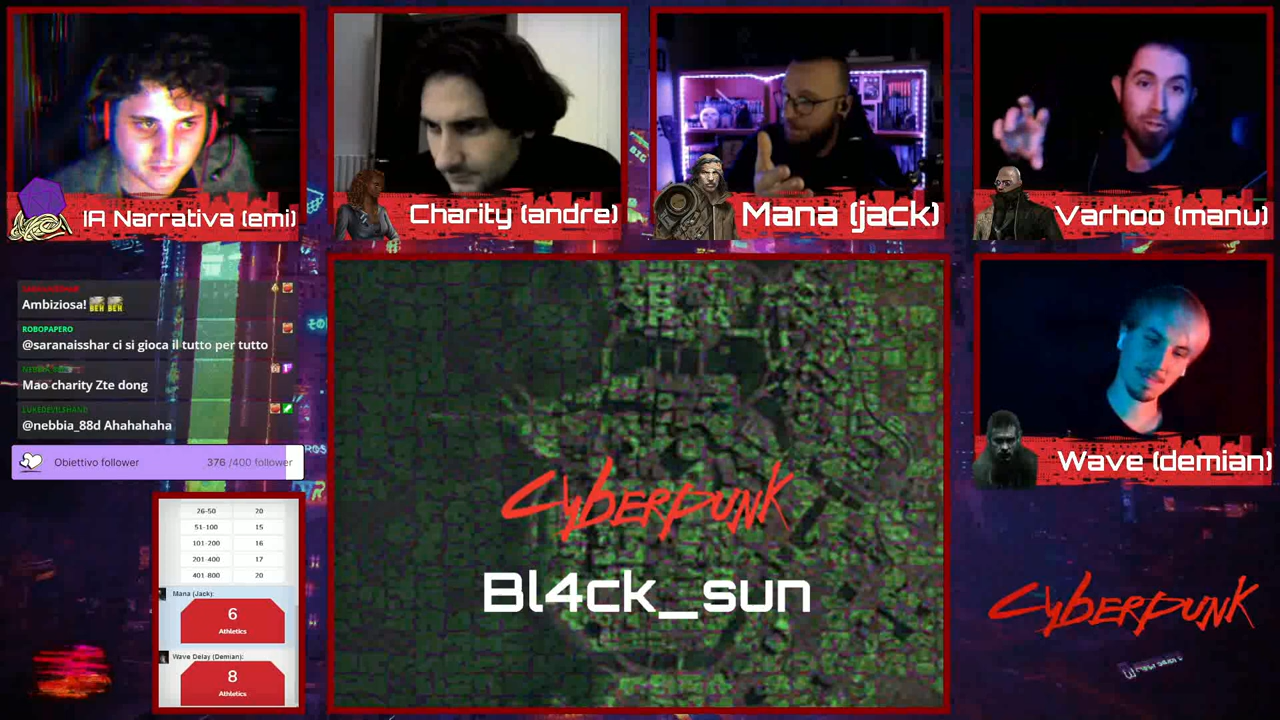 IA Narrativa (emi)
Charity (andre)
Mana (jack)
Varhoo (manu)
Ambiziosa!
ROBOPAPERO
@saranaisshar ci si gioca il tutto per tutto
Mao charity Zte dong
LUKEDEVILSHAND
@nebbia_88d Ahahahaha
Obiettivo follower 376 /400 follower
Wave (demian)
26-50 20
51-100 15
101-200 16
201-400 17
401-800 20
Mana (Jack):
6
Athletics
Wave Delay (Demian):
8
Athletics
Cyberpunk
Bl4ck_sun
Cyberpunk